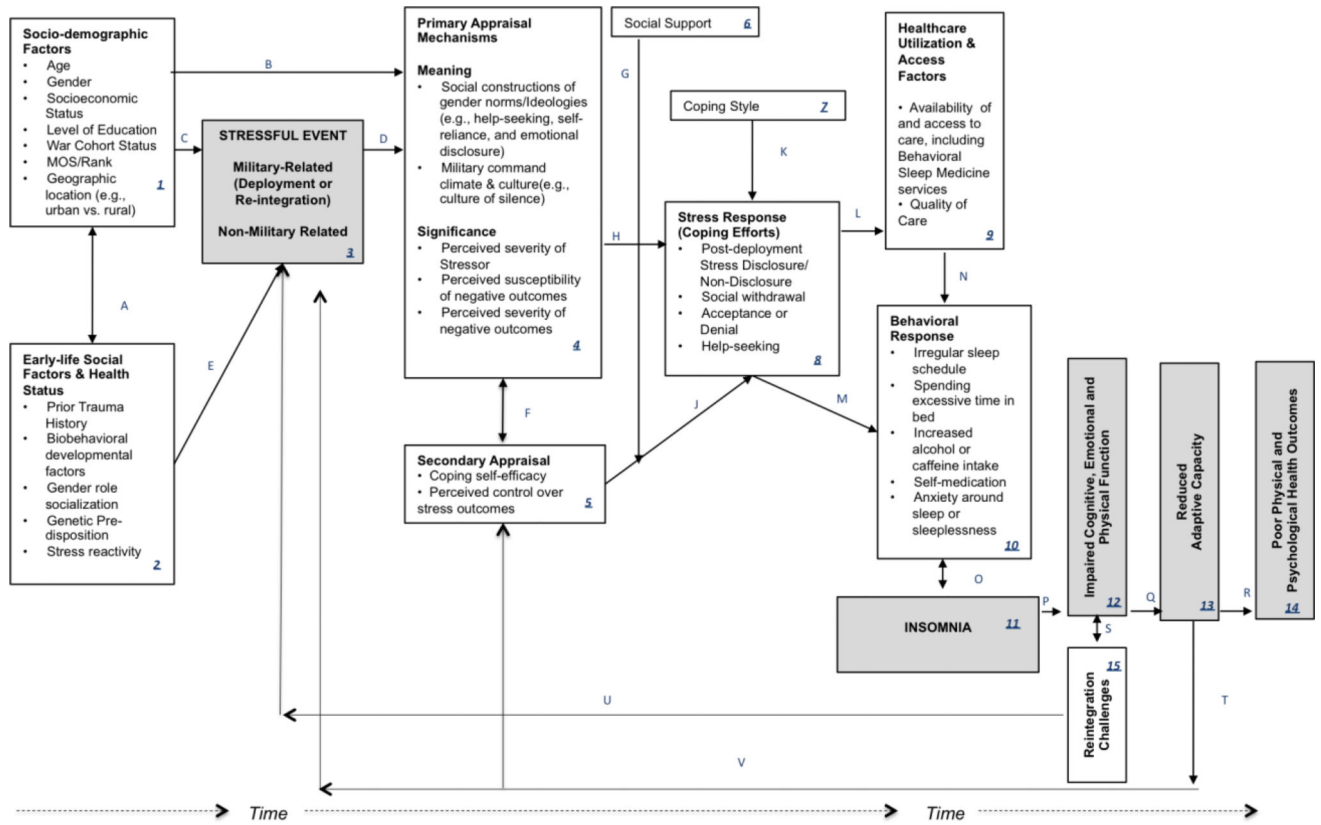 Socio-demographic
Factors
• Age
• Gender
• Socioeconomic
Status
• Level of Education
• War Cohort Status
• MOS/Rank
• Geographic
location (e.g.,
urban vs. rural)
1
A
Early-life Social
Factors & Health
Status
• Prior Trauma
History
• Biobehavioral
developmental
factors
• Gender role
socialization
• Genetic Pre-
disposition
• Stress reactivity
2
B
C
E
STRESSFUL EVENT
Military-Related
(Deployment or
Re-integration)
Non-Military Related
3
D
Primary Appraisal
Mechanisms
Meaning
• Social constructions of
gender norms/Ideologies
(e.g., help-seeking, self-
reliance, and emotional
disclosure)
• Military command
climate & culture(e.g.,
culture of silence)
Significance
• Perceived severity of
Stressor
• Perceived susceptibility
of negative outcomes
• Perceived severity of
negative outcomes
4
F
Secondary Appraisal
• Coping self-efficacy
• Perceived control over
stress outcomes
5
Social Support 6
G
H
J
Coping Style 7
K
Stress Response
(Coping Efforts)
• Post-deployment
Stress Disclosure/
Non-Disclosure
• Social withdrawal
• Acceptance or
Denial
• Help-seeking
8
L
M
Healthcare
Utilization &
Access
Factors
• Availability of
and access to
care, including
Behavioral
Sleep Medicine
services
• Quality of
Care
9
N
Behavioral
Response
• Irregular sleep
schedule
• Spending
excessive time in
bed
• Increased
alcohol or
caffeine intake
• Self-medication
• Anxiety around
sleep or
sleeplessness
10
O
INSOMNIA 11
P
Impaired Cognitive, Emotional and
Physical Function
12
Q
Reduced
Adaptive Capacity
13
R
Poor Physical and
Psychological Health Outcomes
14
S
15
Reintegration
Challenges
T
U
V
Time
Time